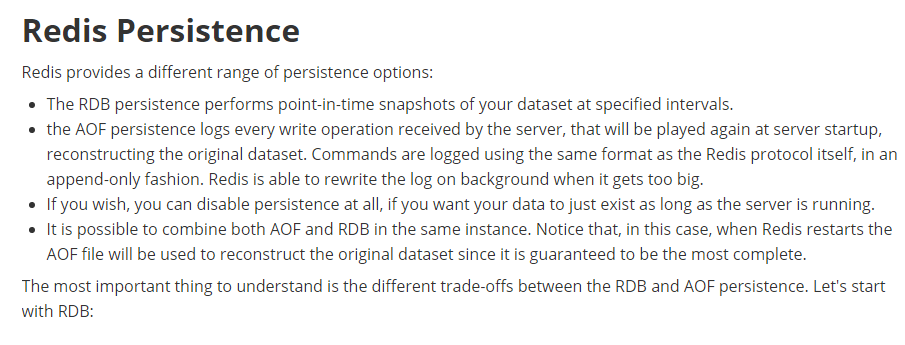 Redis Persistence
Redis provides a different range of persistence options:
• The RDB persistence performs point-in-time snapshots of your dataset at specified intervals.
• the AOF persistence logs every write operation received by the server, that will be played again at server startup,
reconstructing the original dataset. Commands are logged using the same format as the Redis protocol itself, in an
append-only fashion. Redis is able to rewrite the log on background when it gets too big.
• If you wish, you can disable persistence at all, if you want your data to just exist as long as the server is running.
• It is possible to combine both AOF and RDB in the same instance. Notice that, in this case, when Redis restarts the
AOF file will be used to reconstruct the original dataset since it is guaranteed to be the most complete.
The most important thing to understand is the different trade-offs between the RDB and AOF persistence. Let's start
with RDB: